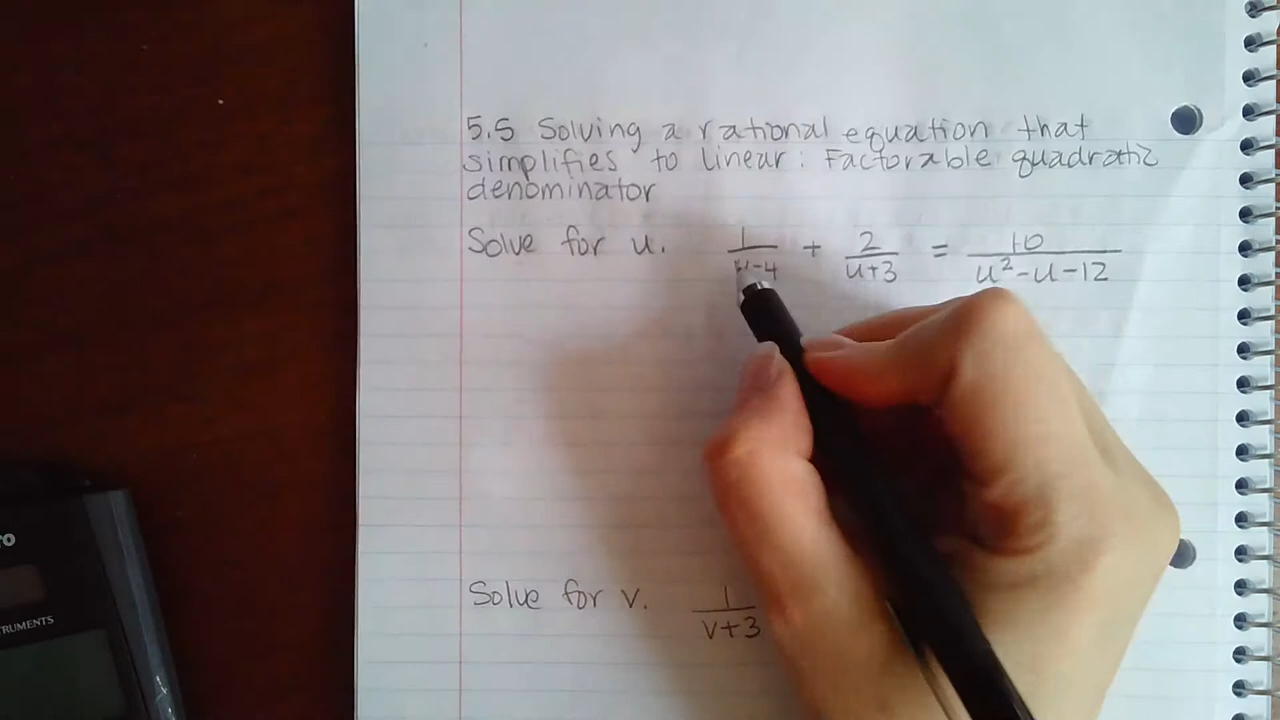 5.5 Solving a rational equation that
simplifies to linear: Factorable quadratic
denominator
Solve for u. 1/u-4 + 2/u+3 = 10/u²-u-12
Solve for v. 1/v+3
TRUMENTS